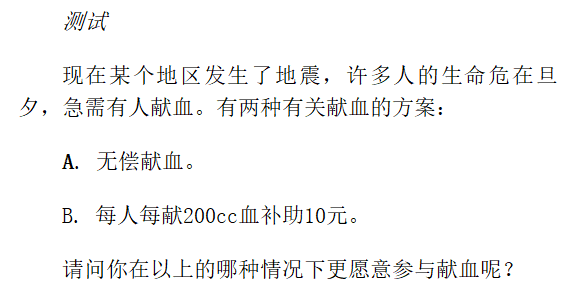 测试
现在某个地区发生了地震，许多人的生命危在旦
夕，急需有人献血。有两种有关献血的方案：
A. 无偿献血。
B. 每人每献200cc血补助10元。
请问你在以上的哪种情况下更愿意参与献血呢？